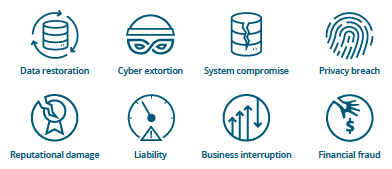 Data restoration
Cyber extortion
System compromise
Privacy breach
Reputational damage
Liability
Business interruption
Financial fraud
$